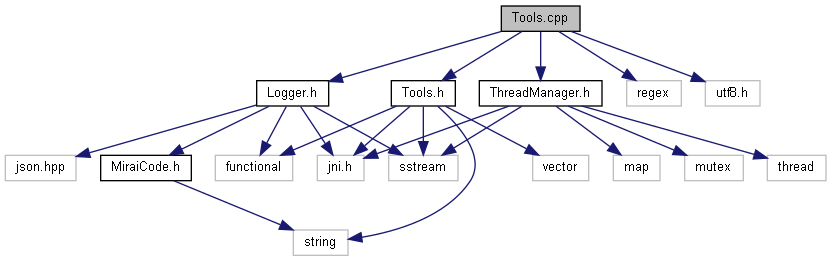 Tools.cpp
Logger.h
Tools.h
ThreadManager.h
regex
utf8.h
json.hpp
MiraiCode.h
functional
jni.h
sstream
vector
map
mutex
thread
string